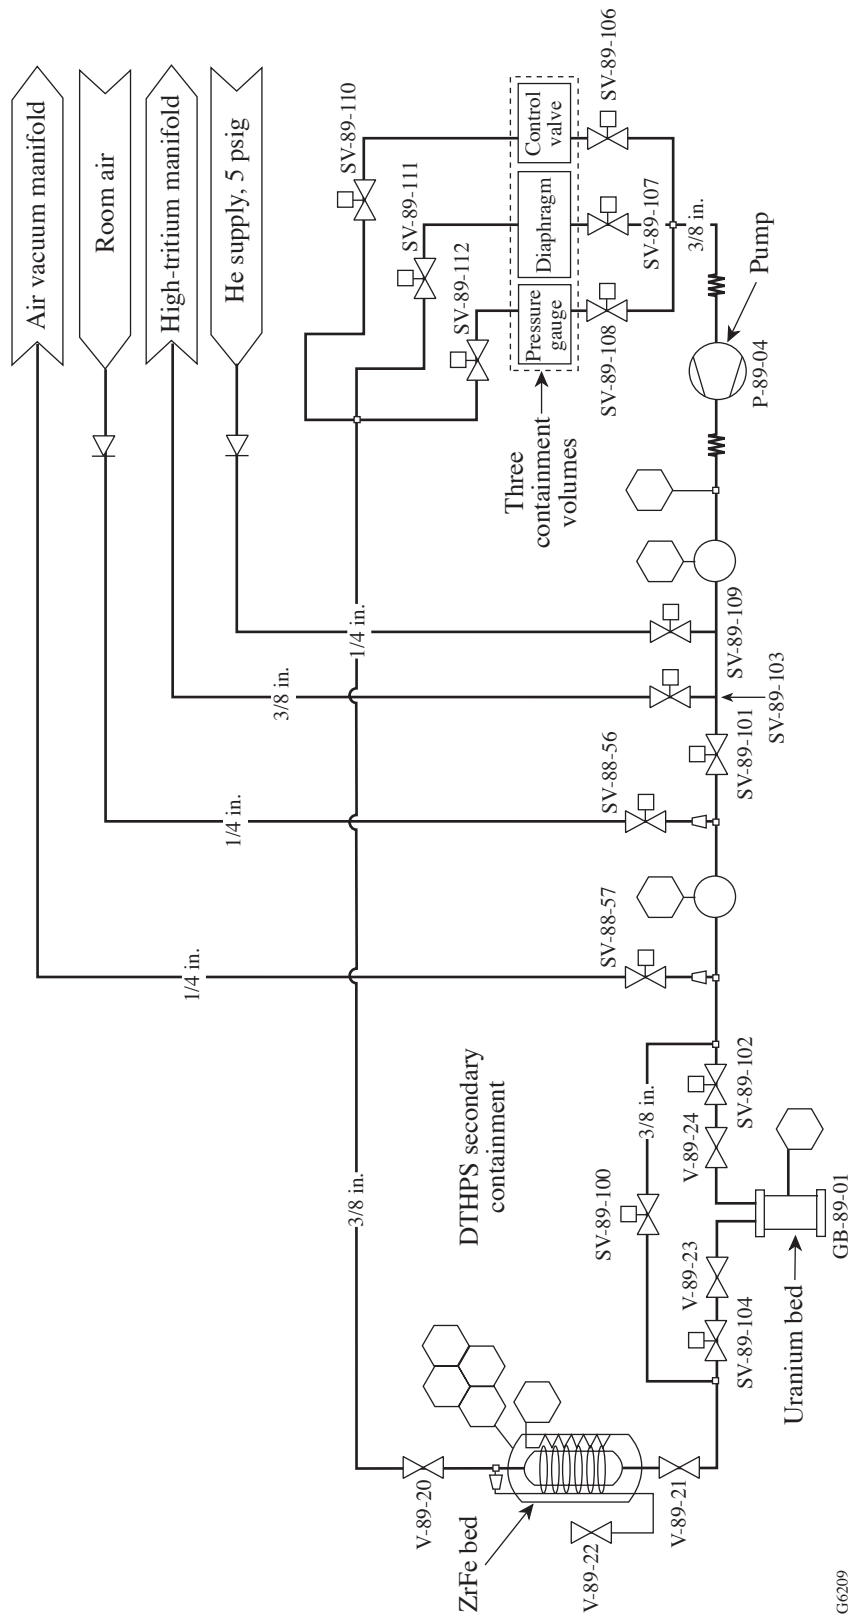 Air vacuum manifold
Room air
High-tritium manifold
He supply, 5 psig
SV-89-110
SV-89-111
SV-89-112
SV-89-106
Control
valve
Diaphragm
Pressure
gauge
SV-89-107
SV-89-108
3/8 in.
Pump
P-89-04
Three
containment
volumes
1/4 in.
3/8 in.
SV-89-109
SV-89-103
SV-89-101
SV-88-56
1/4 in.
SV-88-57
1/4 in.
DTHPS secondary
containment
3/8 in.
3/8 in.
SV-89-102
V-89-24
SV-89-100
GB-89-01
V-89-23
SV-89-104
Uranium bed
V-89-20
ZrFe bed
V-89-22
V-89-21
G6209